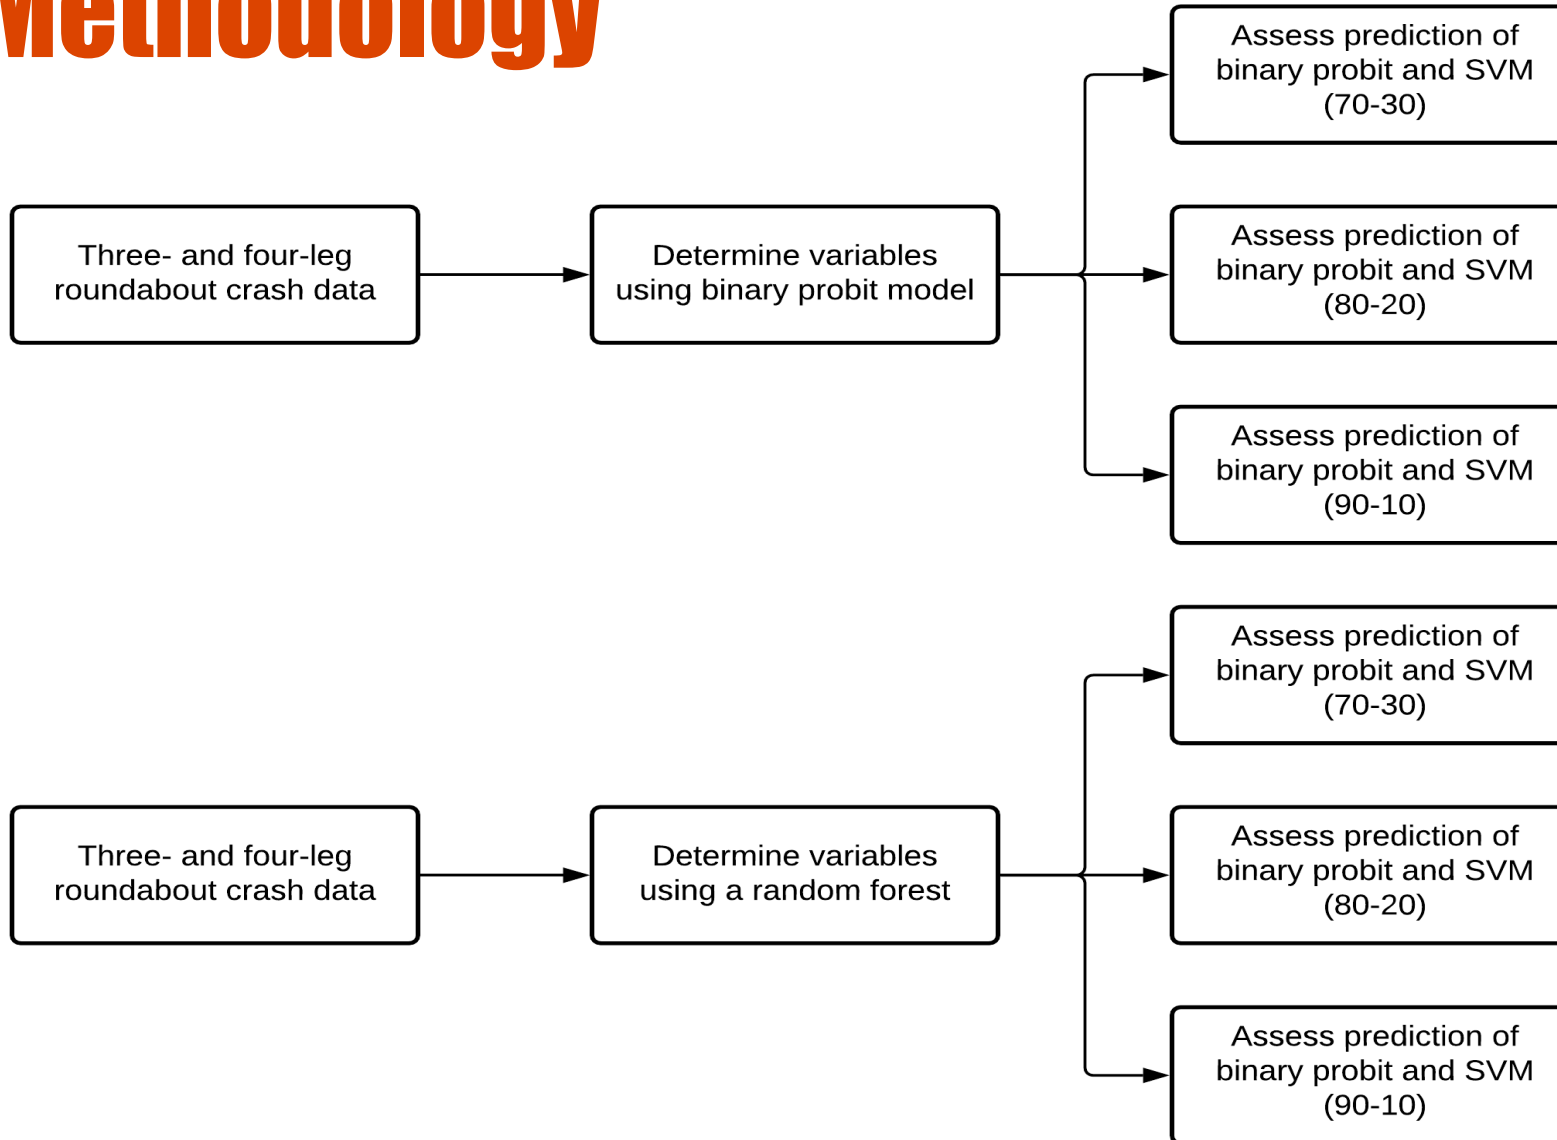 Methodology
Assess prediction of
binary probit and SVM
(70-30)
Three- and four-leg
roundabout crash data
Determine variables
using binary probit model
Assess prediction of
binary probit and SVM
(80-20)
Assess prediction of
binary probit and SVM
(90-10)
Assess prediction of
binary probit and SVM
(70-30)
Three- and four-leg
roundabout crash data
Determine variables
using a random forest
Assess prediction of
binary probit and SVM
(80-20)
Assess prediction of
binary probit and SVM
(90-10)